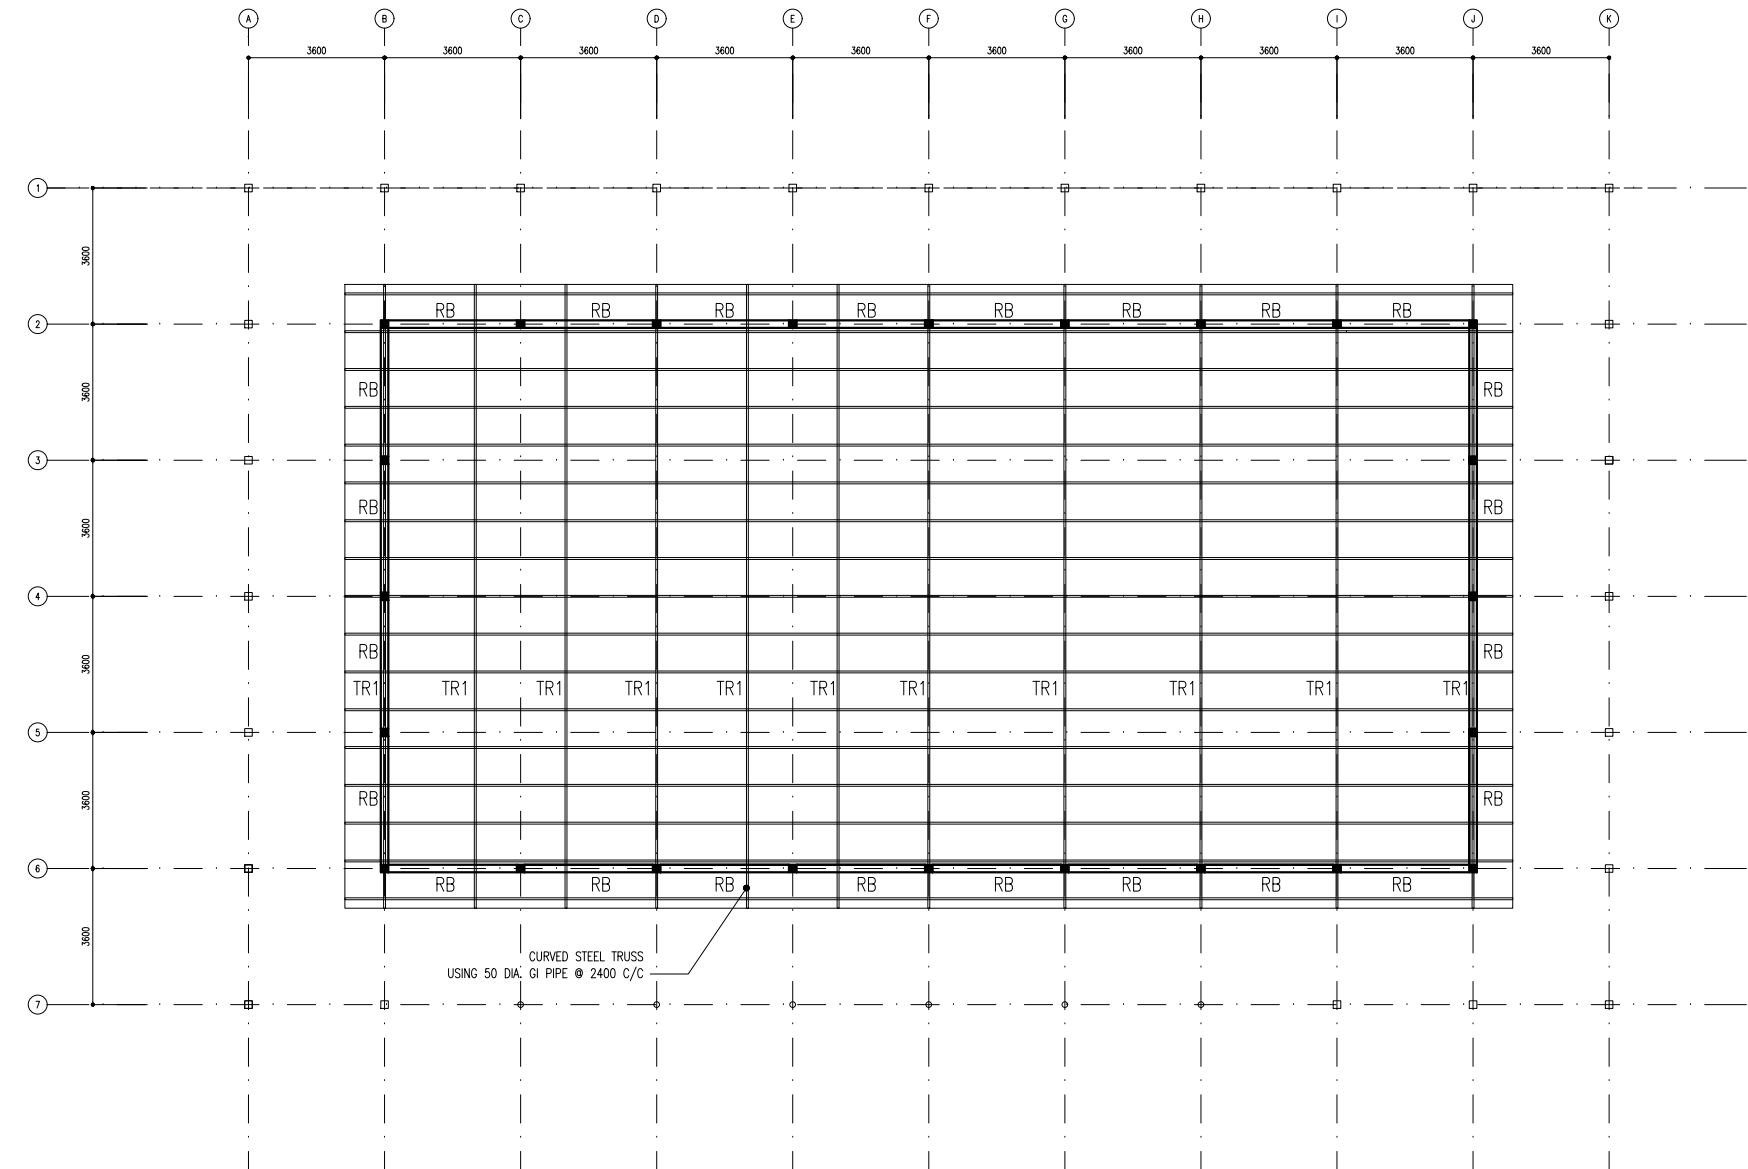 A B C D E F G H I J K
3600 3600 3600 3600 3600 3600 3600 3600 3600 3600
1
3600
RB RB RB RB RB RB RB RB
2
3600
RB RB
3
3600
RB RB
4
3600
RB RB
TR1 TR1 TR1 TR1 TR1 TR1 TR1 TR1 TR1 TR1 TR1
5
3600
RB RB
6
RB RB RB RB RB RB RB RB
3600
CURVED STEEL TRUSS
USING 50 DIA. GI PIPE @ 2400 C/C
7